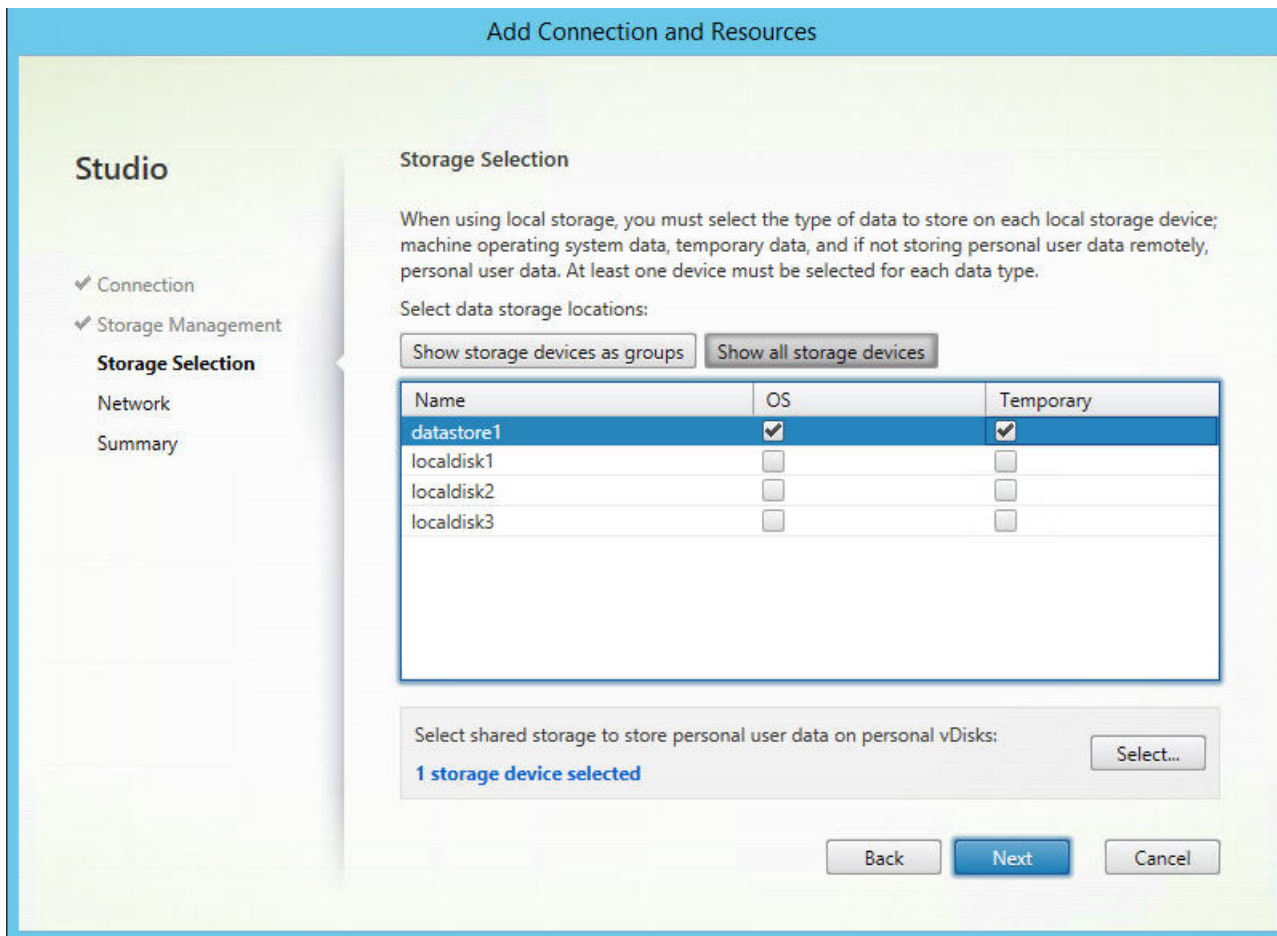 Add Connection and Resources
Studio
Connection
Storage Management
Storage Selection
Network
Summary
Storage Selection
When using local storage, you must select the type of data to store on each local storage device;
machine operating system data, temporary data, and if not storing personal user data remotely,
personal user data. At least one device must be selected for each data type.
Select data storage locations:
Show storage devices as groups Show all storage devices
Name OS Temporary
datastore1
localdisk1
localdisk2
localdisk3
Select shared storage to store personal user data on personal vDisks:
1 storage device selected
Select...
Back Next Cancel